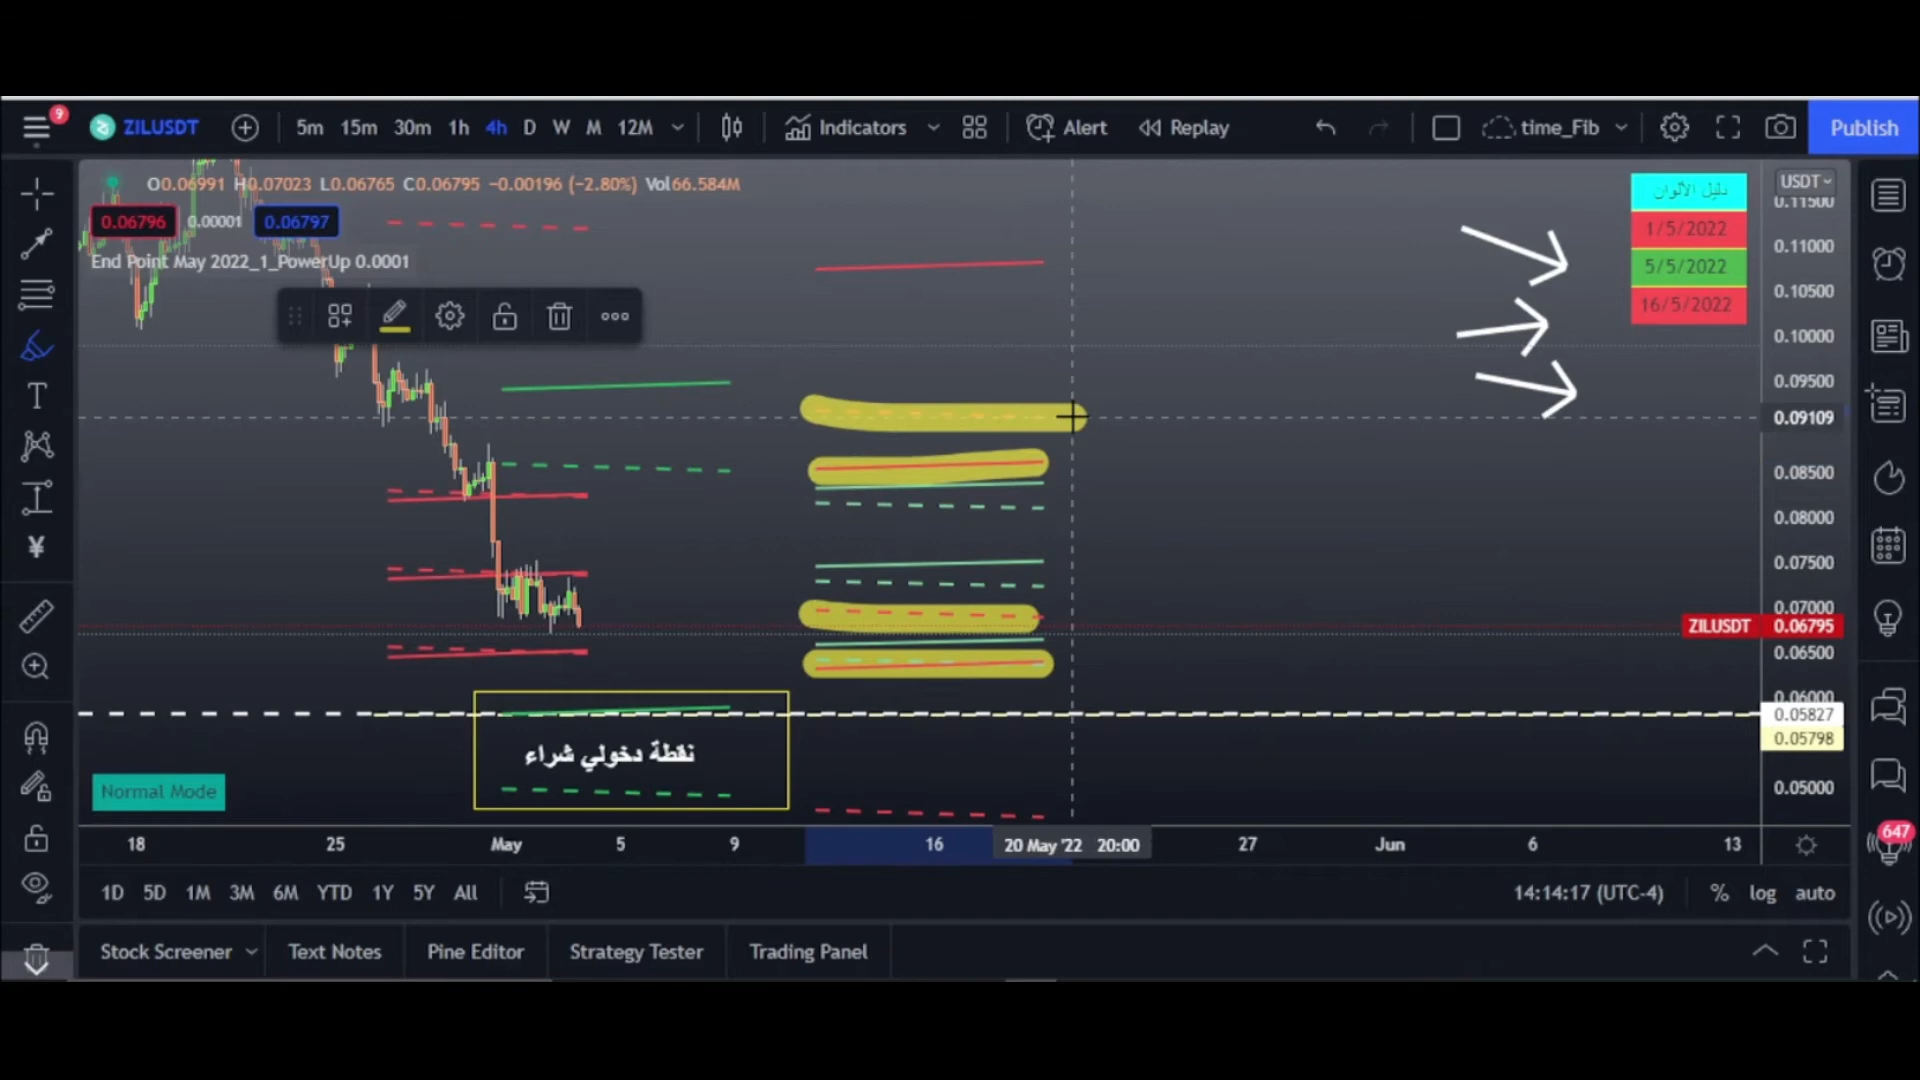 9
ZILUSDT 5m 15m 30m 1h 4h D W M 12M Indicators Alert Replay time_Fib Publish
O0.06991 H0.07023 L0.06765 C0.06795 −0.00196 (−2.80%) Vol66.584M
0.06796 0.00001 0.06797
End Point May 2022_1_PowerUp 0.0001
دليل الألوان
1/5/2022
5/5/2022
16/5/2022
USDT
0.11500
0.11000
0.10500
0.10000
0.09500
0.09109
0.08500
0.08000
0.07500
0.07000
ZILUSDT 0.06795
0.06500
0.06000
0.05827
0.05798
0.05000
نقطة دخولي شراء
Normal Mode
18 25 May 5 9 16 20 May '22 20:00 27 Jun 6 13
647
1D 5D 1M 3M 6M YTD 1Y 5Y All 14:14:17 (UTC-4) % log auto
Stock Screener Text Notes Pine Editor Strategy Tester Trading Panel